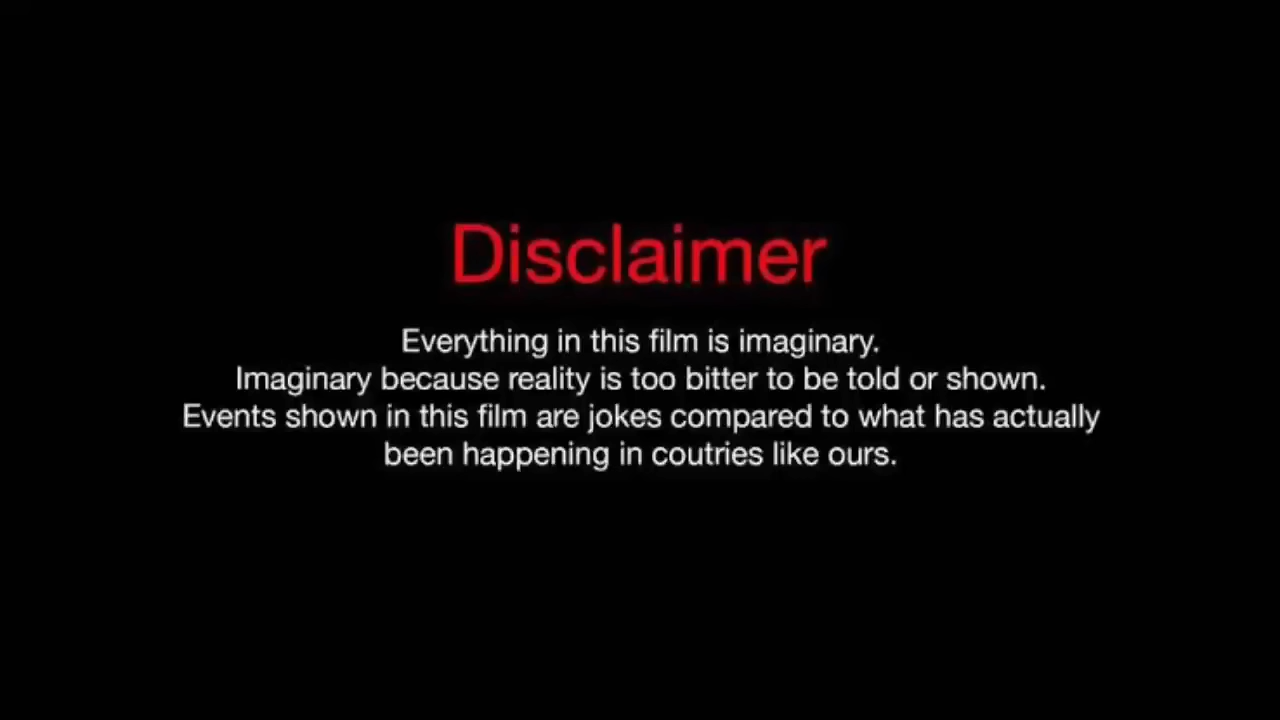 Disclaimer
Everything in this film is imaginary.
Imaginary because reality is too bitter to be told or shown.
Events shown in this film are jokes compared to what has actually
been happening in coutries like ours.